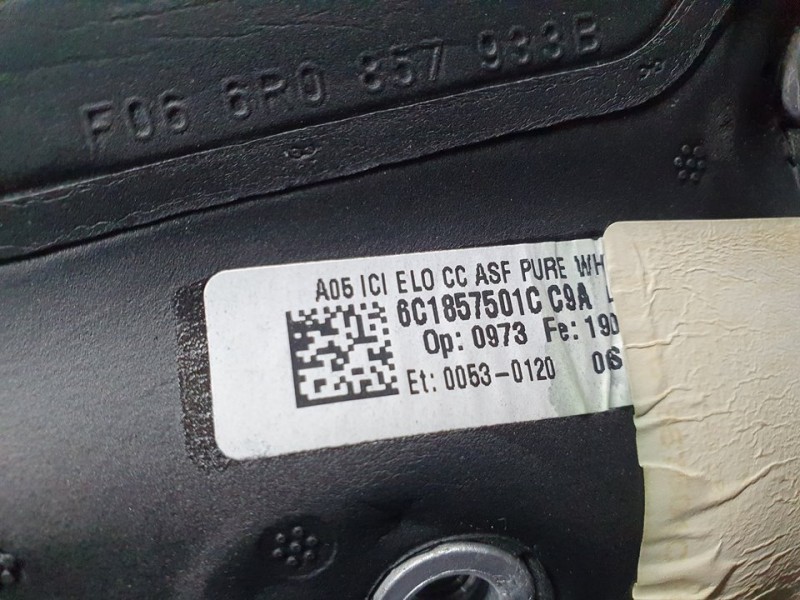 F06 6R0 857 933B
A05 ICI ELO CC ASF PURE WH
6C1857501C C9A
Op: 0973 Fe: 190
Et: 0053-0120 06S